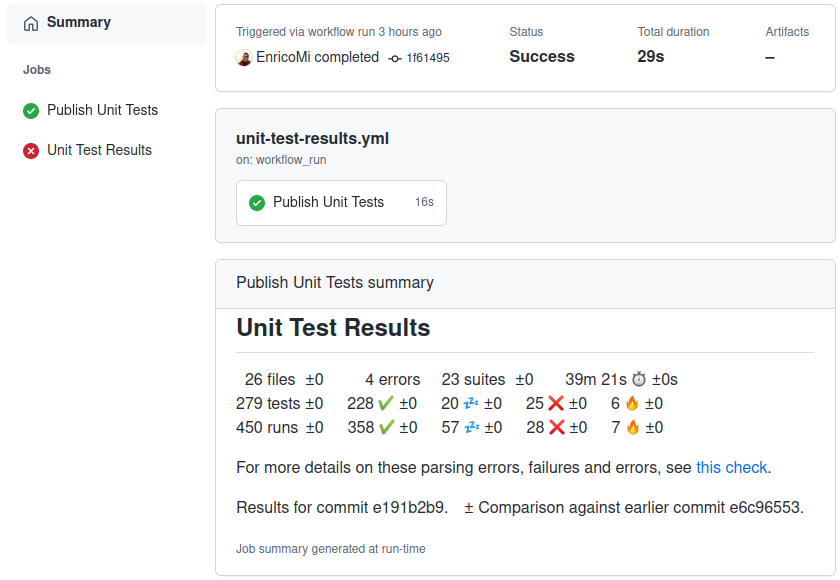 Summary
Jobs
Publish Unit Tests
Unit Test Results
Triggered via workflow run 3 hours ago
EnricoMi completed 1f61495
Status
Success
Total duration
29s
Artifacts
–
unit-test-results.yml
on: workflow_run
Publish Unit Tests 16s
Publish Unit Tests summary
Unit Test Results
26 files ±0 4 errors 23 suites ±0 39m 21s ⏱ ±0s
279 tests ±0 228 ✔ ±0 20 💤 ±0 25 ❌ ±0 6 🔥 ±0
450 runs ±0 358 ✔ ±0 57 💤 ±0 28 ❌ ±0 7 🔥 ±0
For more details on these parsing errors, failures and errors, see this check.
Results for commit e191b2b9. ± Comparison against earlier commit e6c96553.
Job summary generated at run-time